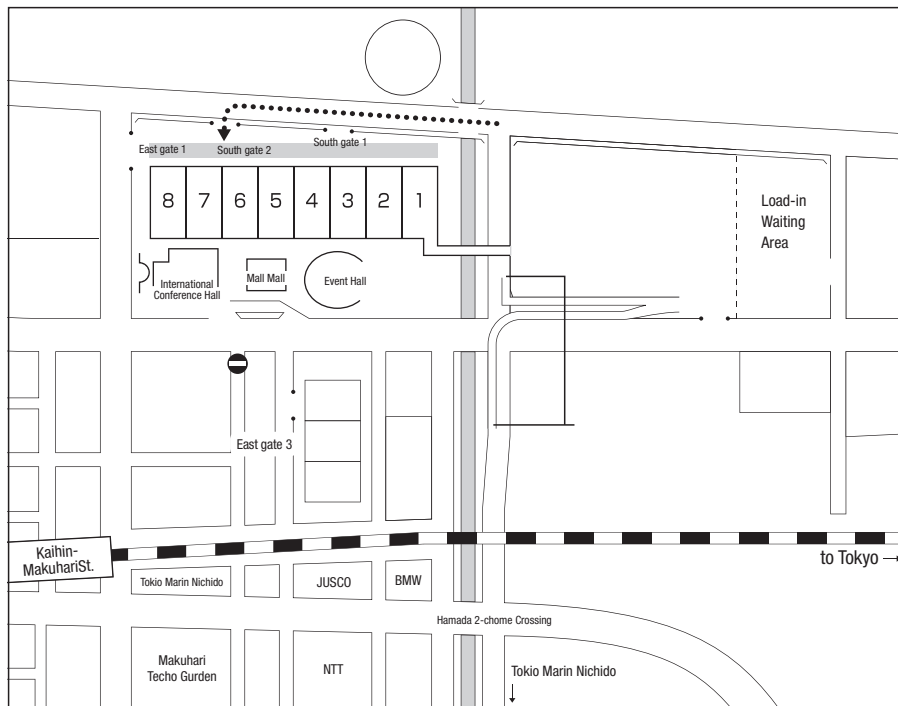 East gate 1
South gate 2
South gate 1
8
7
6
5
4
3
2
1
Load-in
Waiting
Area
International
Conference Hall
Mall Mall
Event Hall
East gate 3
Kaihin-
MakuhariSt.
to Tokyo →
Tokio Marin Nichido
JUSCO
BMW
Hamada 2-chome Crossing
Makuhari
Techo Gurden
NTT
Tokio Marin Nichido
↓